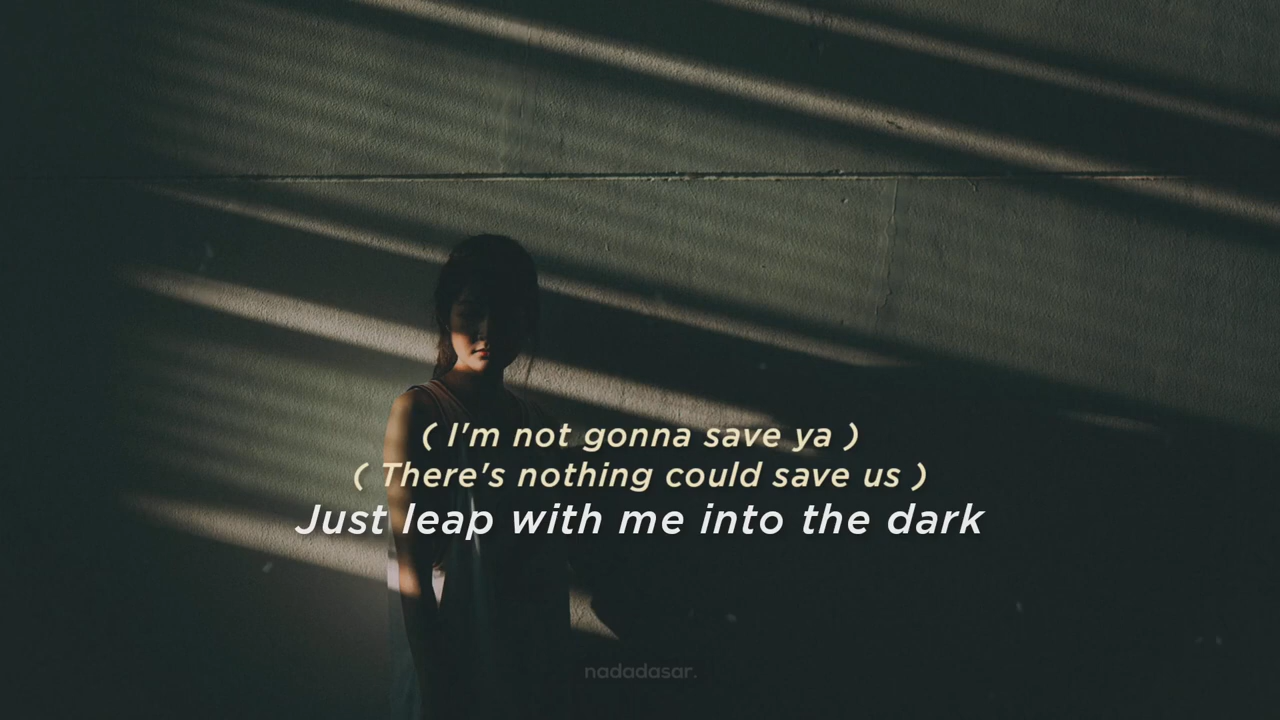 ( I'm not gonna save ya )
( There's nothing could save us )
Just leap with me into the dark
nadadasar.